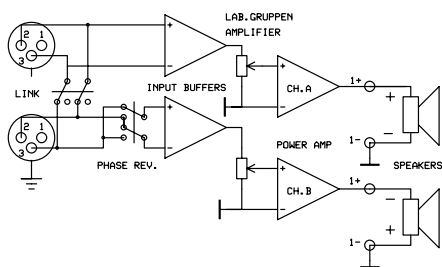 LAB.GRUPPEN
AMPLIFIER
2 1
3
LINK
INPUT BUFFERS
CH.A
1+
+
-
1-
2 1
3
PHASE REV.
POWER AMP
SPEAKERS
CH.B
1+
-
+
1-